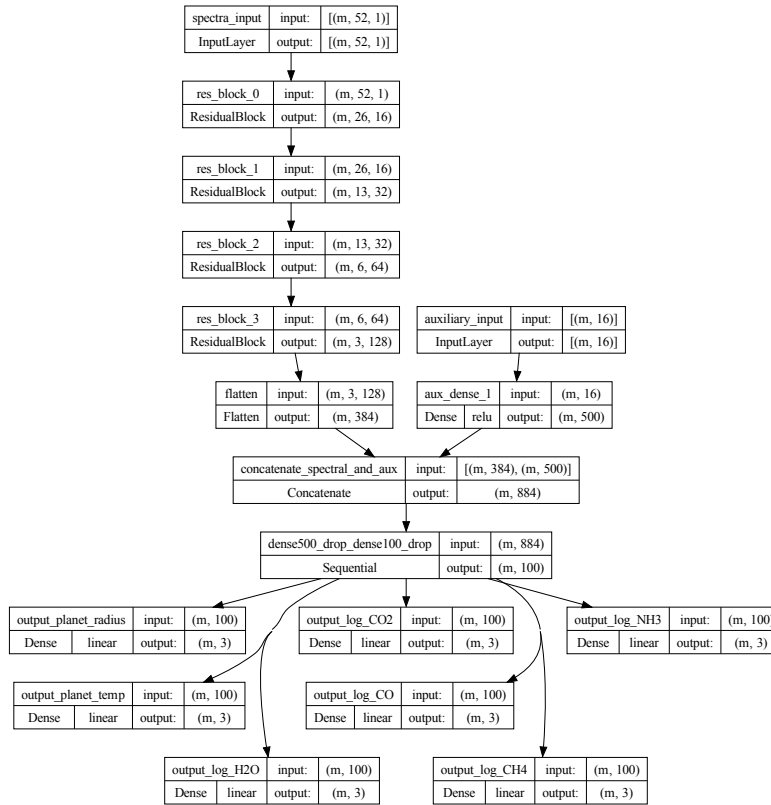 spectra_input input: [(m, 52, 1)]
InputLayer output: [(m, 52, 1)]
res_block_0 input: (m, 52, 1)
ResidualBlock output: (m, 26, 16)
res_block_1 input: (m, 26, 16)
ResidualBlock output: (m, 13, 32)
res_block_2 input: (m, 13, 32)
ResidualBlock output: (m, 6, 64)
res_block_3 input: (m, 6, 64)
ResidualBlock output: (m, 3, 128)
auxiliary_input input: [(m, 16)]
InputLayer output: [(m, 16)]
flatten input: (m, 3, 128)
Flatten output: (m, 384)
aux_dense_1 input: (m, 16)
Dense relu output: (m, 500)
concatenate_spectral_and_aux input: [(m, 384), (m, 500)]
Concatenate output: (m, 884)
dense500_drop_dense100_drop input: (m, 884)
Sequential output: (m, 100)
output_planet_radius input: (m, 100)
Dense linear output: (m, 3)
output_log_CO2 input: (m, 100)
Dense linear output: (m, 3)
output_log_NH3 input: (m, 100)
Dense linear output: (m, 3)
output_planet_temp input: (m, 100)
Dense linear output: (m, 3)
output_log_CO input: (m, 100)
Dense linear output: (m, 3)
output_log_H2O input: (m, 100)
Dense linear output: (m, 3)
output_log_CH4 input: (m, 100)
Dense linear output: (m, 3)